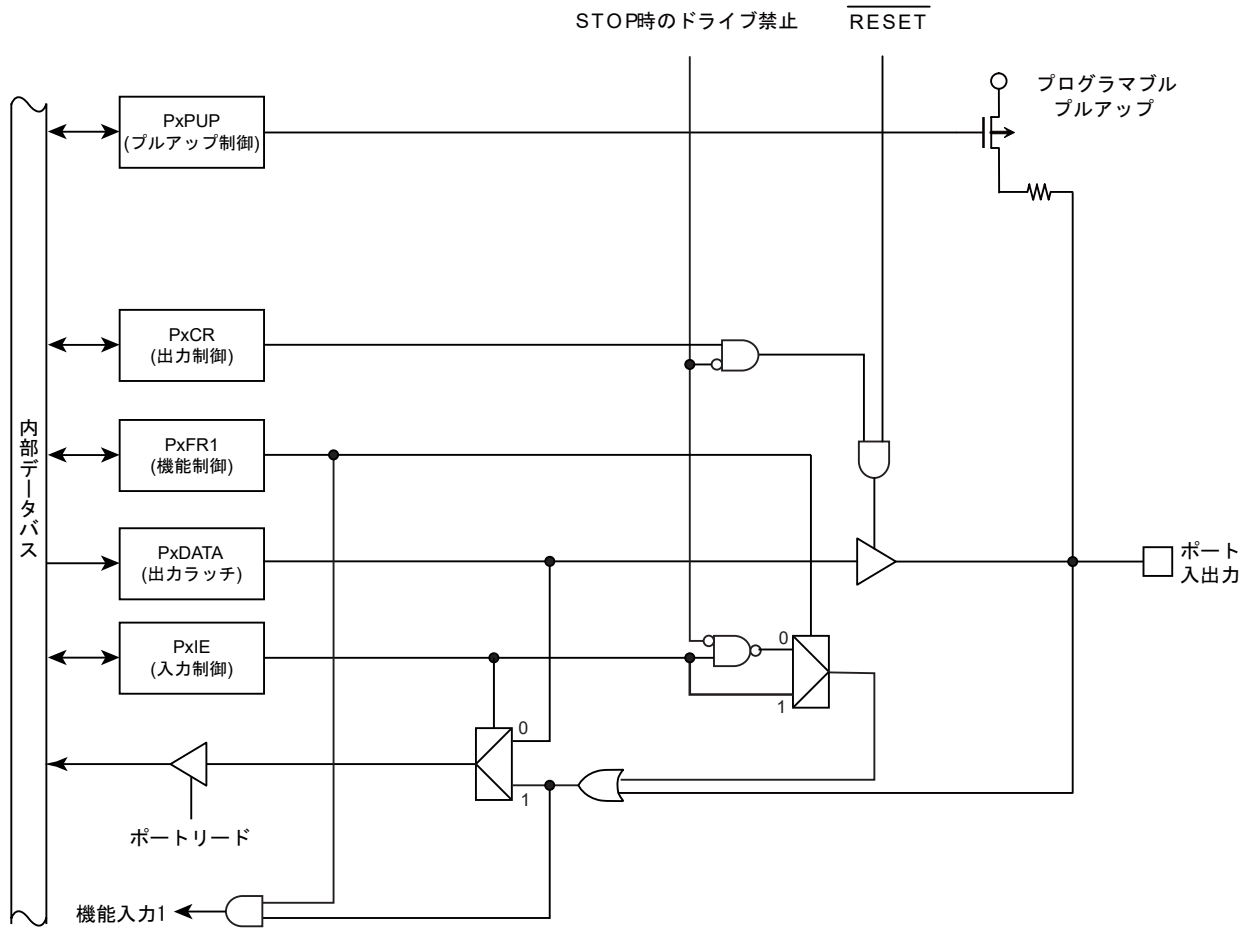 STOP時のドライブ禁止
RESET
プログラマブル
プルアップ
PxPUP
(プルアップ制御)
PxCR
(出力制御)
PxFR1
(機能制御)
内部データバス
PxDATA
(出力ラッチ)
ポート
入出力
PxIE
(入力制御)
0
1
0
1
ポートリード
機能入力1